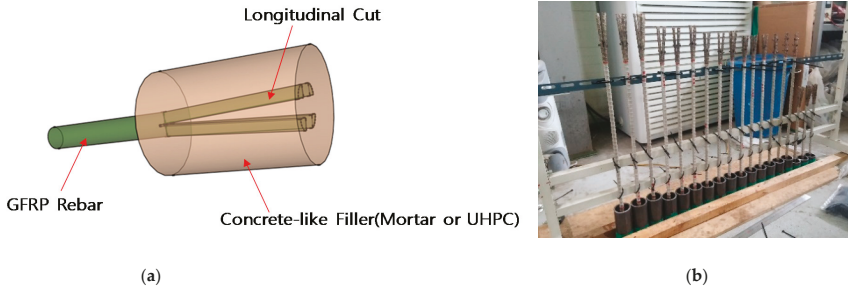 Longitudinal Cut
GFRP Rebar
Concrete-like Filler(Mortar or UHPC)
(a)
(b)